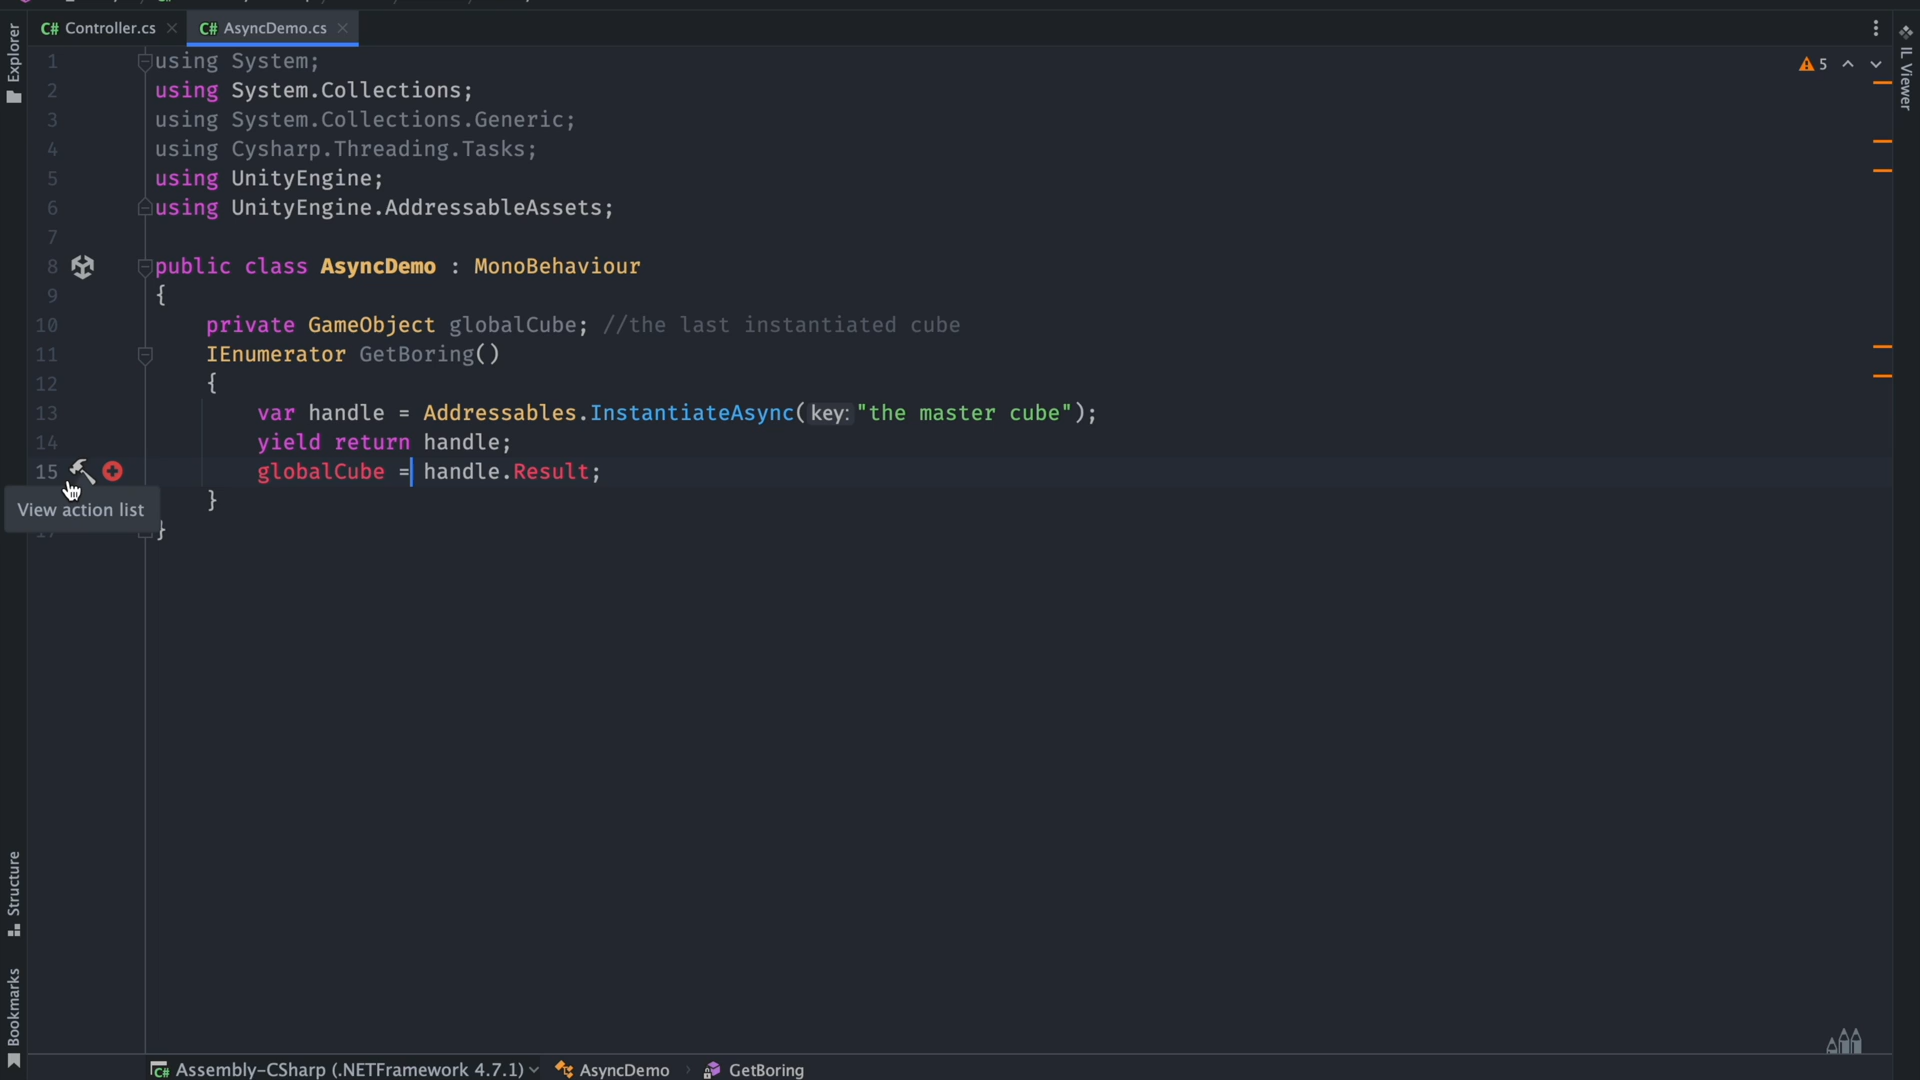 C# Controller.cs
C# AsyncDemo.cs
Explorer
IL Viewer
5
1 using System;
2 using System.Collections;
3 using System.Collections.Generic;
4 using Cysharp.Threading.Tasks;
5 using UnityEngine;
6 using UnityEngine.AddressableAssets;
7
8 public class AsyncDemo : MonoBehaviour
9 {
10 private GameObject globalCube; //the last instantiated cube
11 IEnumerator GetBoring()
12 {
13 var handle = Addressables.InstantiateAsync( key: "the master cube");
14 yield return handle;
15 globalCube = handle.Result;
}
View action list
}
Structure
Bookmarks
C# Assembly-CSharp (.NETFramework 4.7.1) AsyncDemo GetBoring